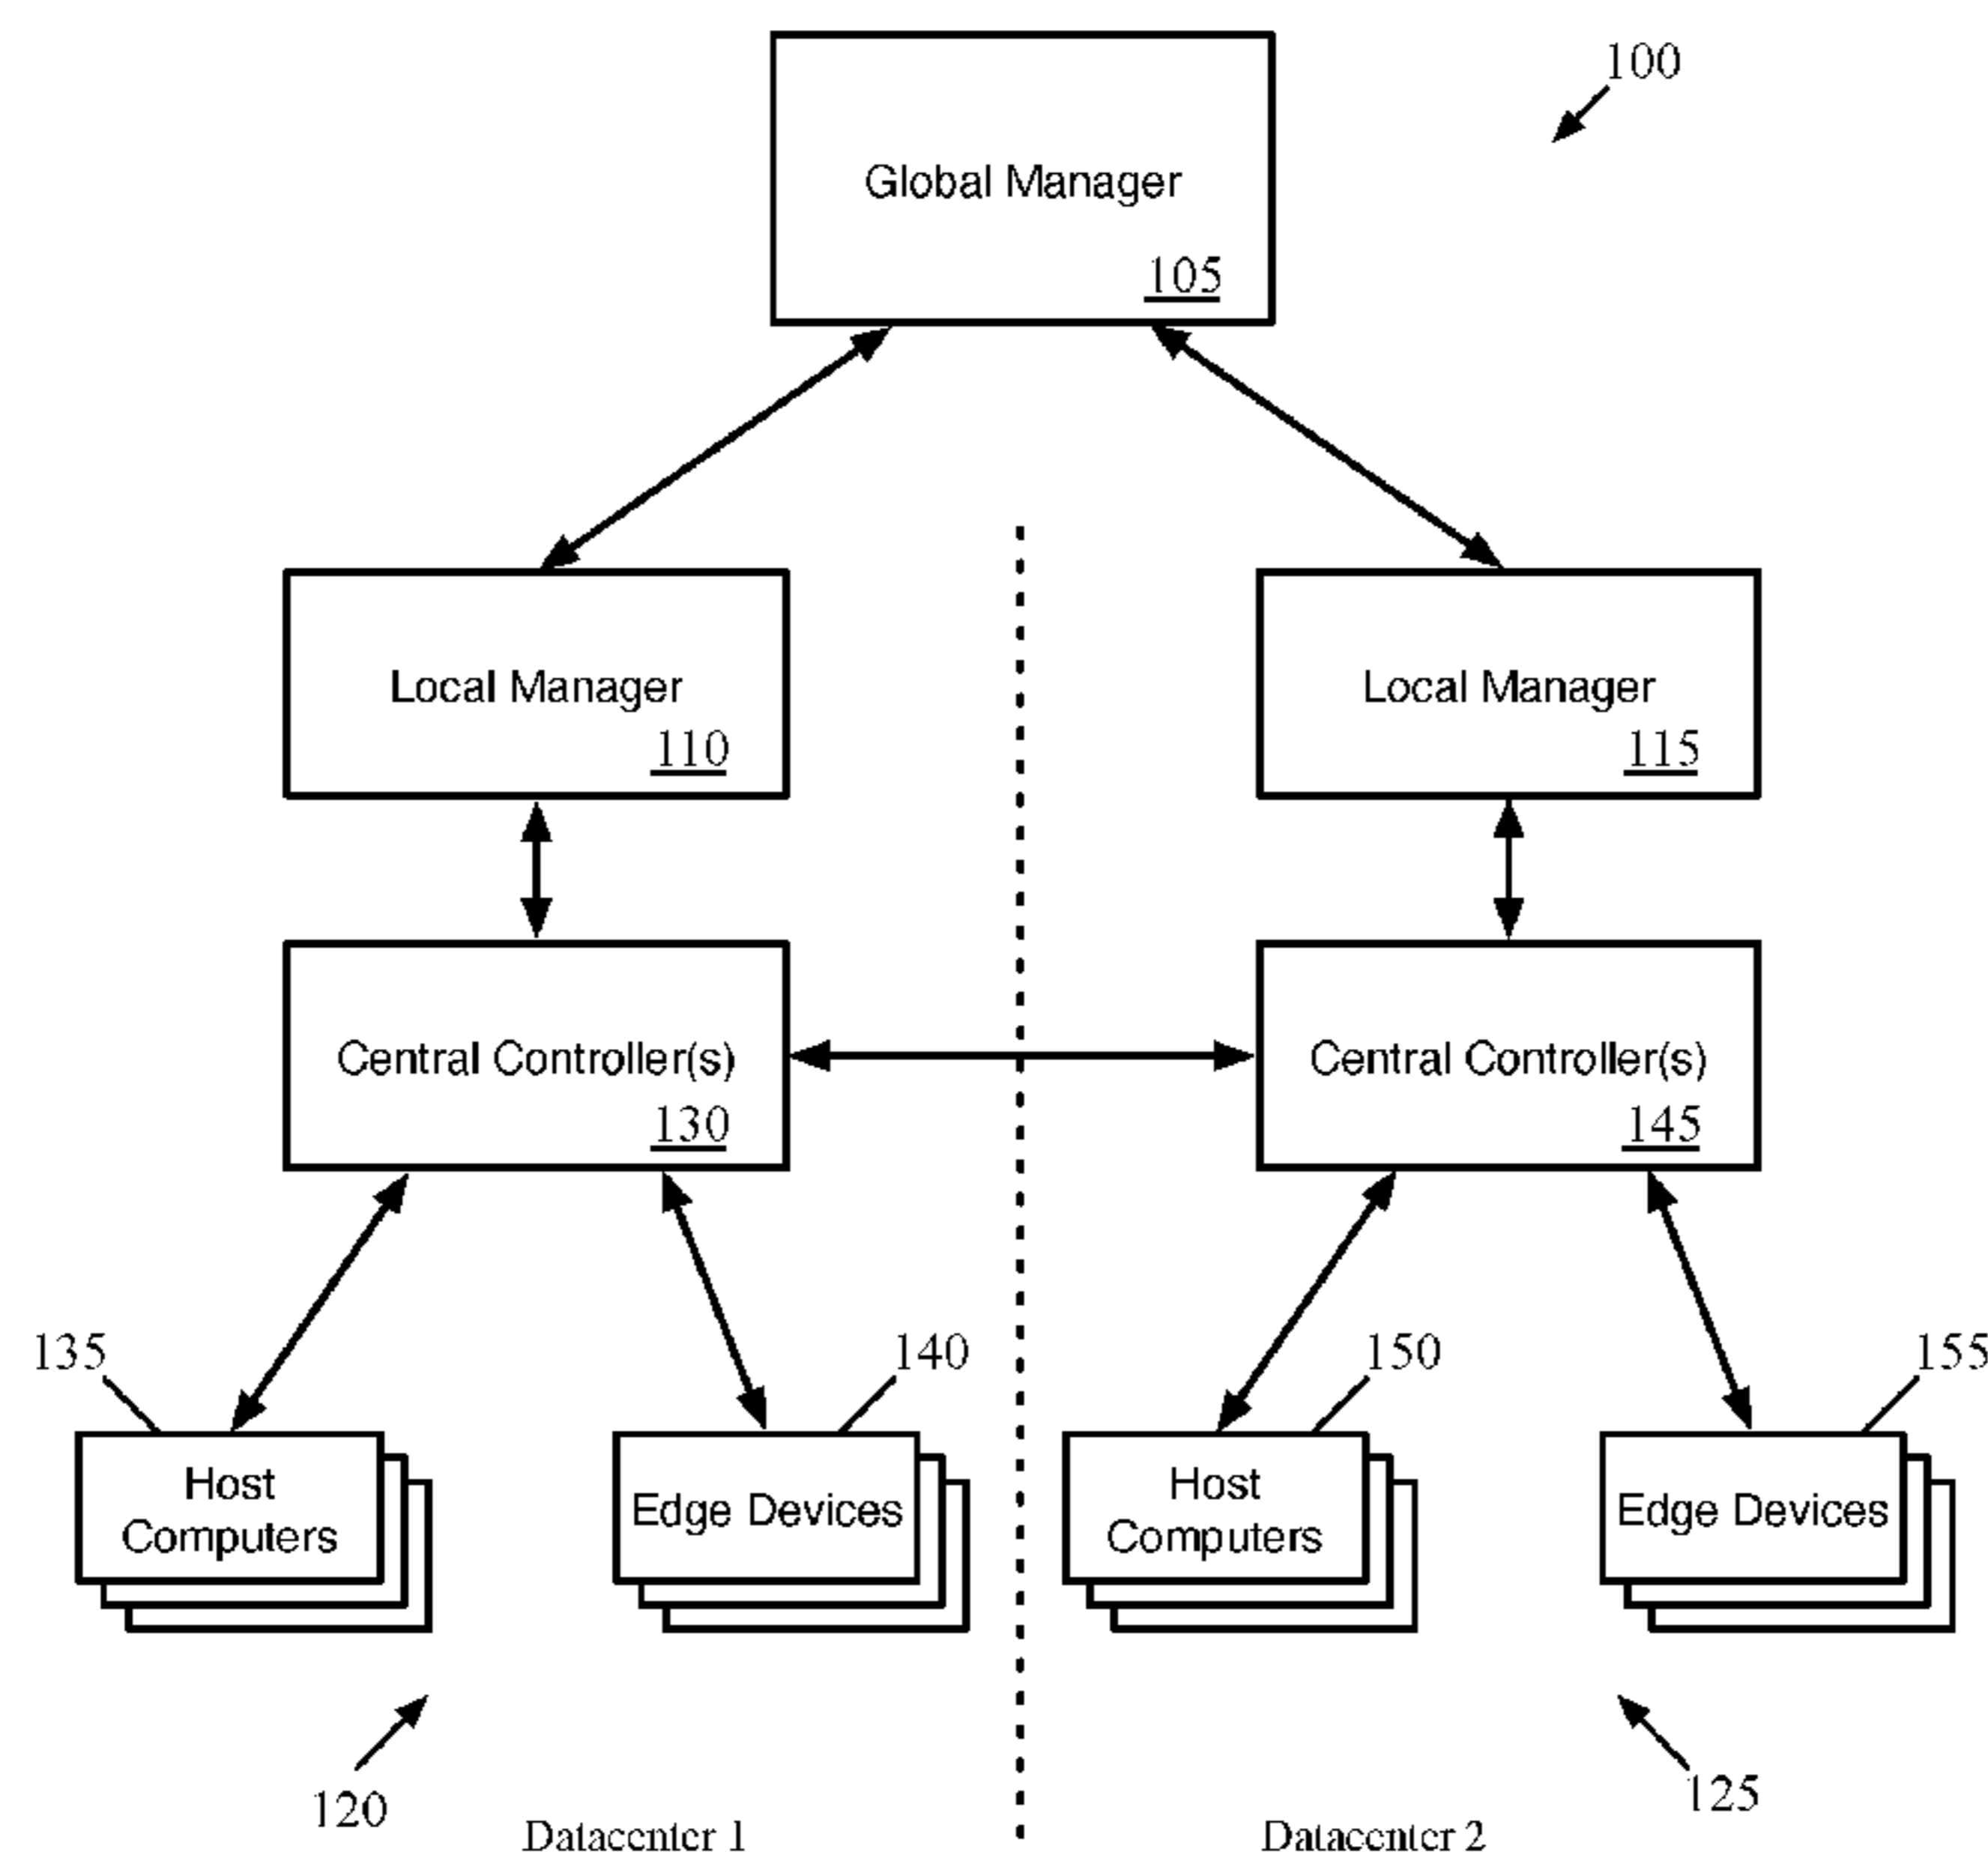 100
Global Manager
105
Local Manager
110
Local Manager
115
Central Controller(s)
130
Central Controller(s)
145
135
140
150
155
Host
Computers
Edge Devices
Host
Computers
Edge Devices
120
Datacenter 1
Datacenter 2
125